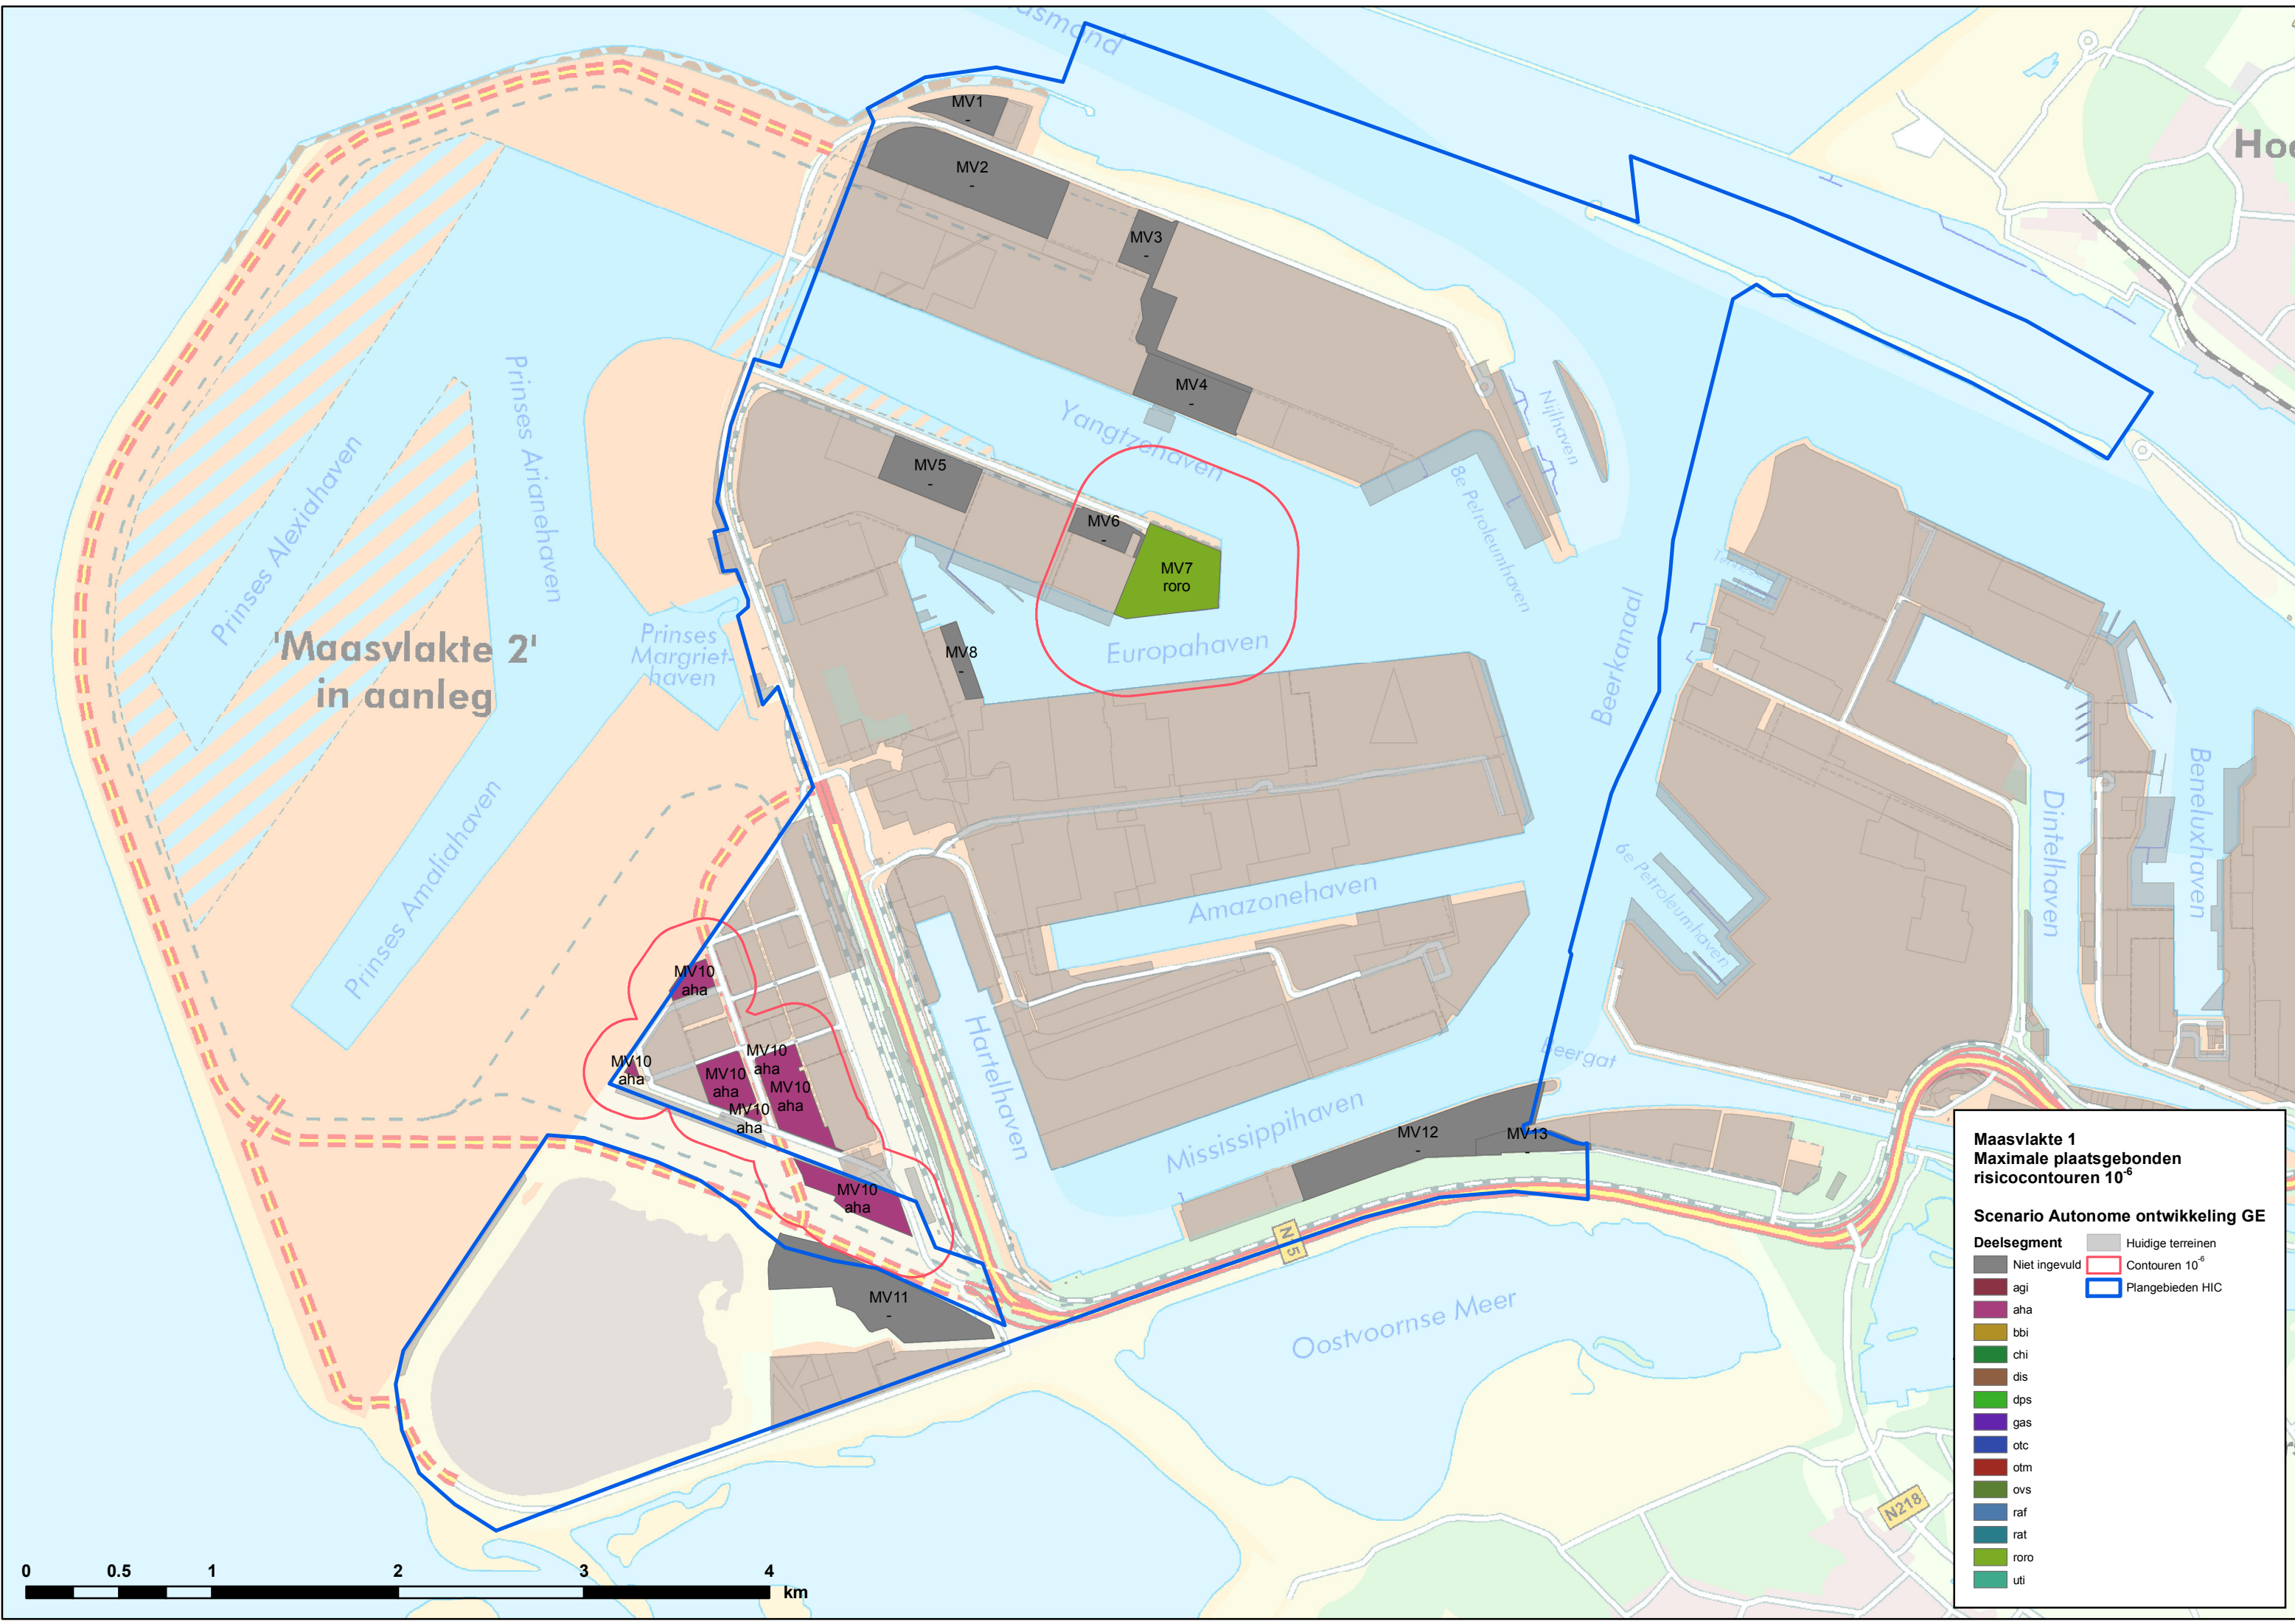 MV1
-
MV2
-
MV3
-
MV4
-
MV5
-
MV6
-
MV7
roro
MV8
-
MV10
aha
MV10
aha
MV10
aha
MV10
aha
MV10
aha
MV10
aha
MV10
aha
MV11
-
MV12
-
MV13
-
Yangtzehaven
Nijlhaven
8e Petroleumhaven
Europahaven
Beerkanaal
Prinses Alexiahaven
Prinses Arianehaven
Prinses
Margriet-
haven
'Maasvlakte 2'
in aanleg
Prinses Amaliahaven
Amazonehaven
Hartelhaven
Mississippihaven
6e Petroleumhaven
Dintelhaven
Beneluxhaven
Oostvoornse Meer
N218
0 0.5 1 2 3 4
km
Maasvlakte 1
Maximale plaatsgebonden
risicocontouren 10-6
Scenario Autonome ontwikkeling GE
Deelsegment
Niet ingevuld
agi
aha
bbi
chi
dis
dps
gas
otc
otm
ovs
raf
rat
roro
uti
Huidige terreinen
Contouren 10-6
Plangebieden HIC